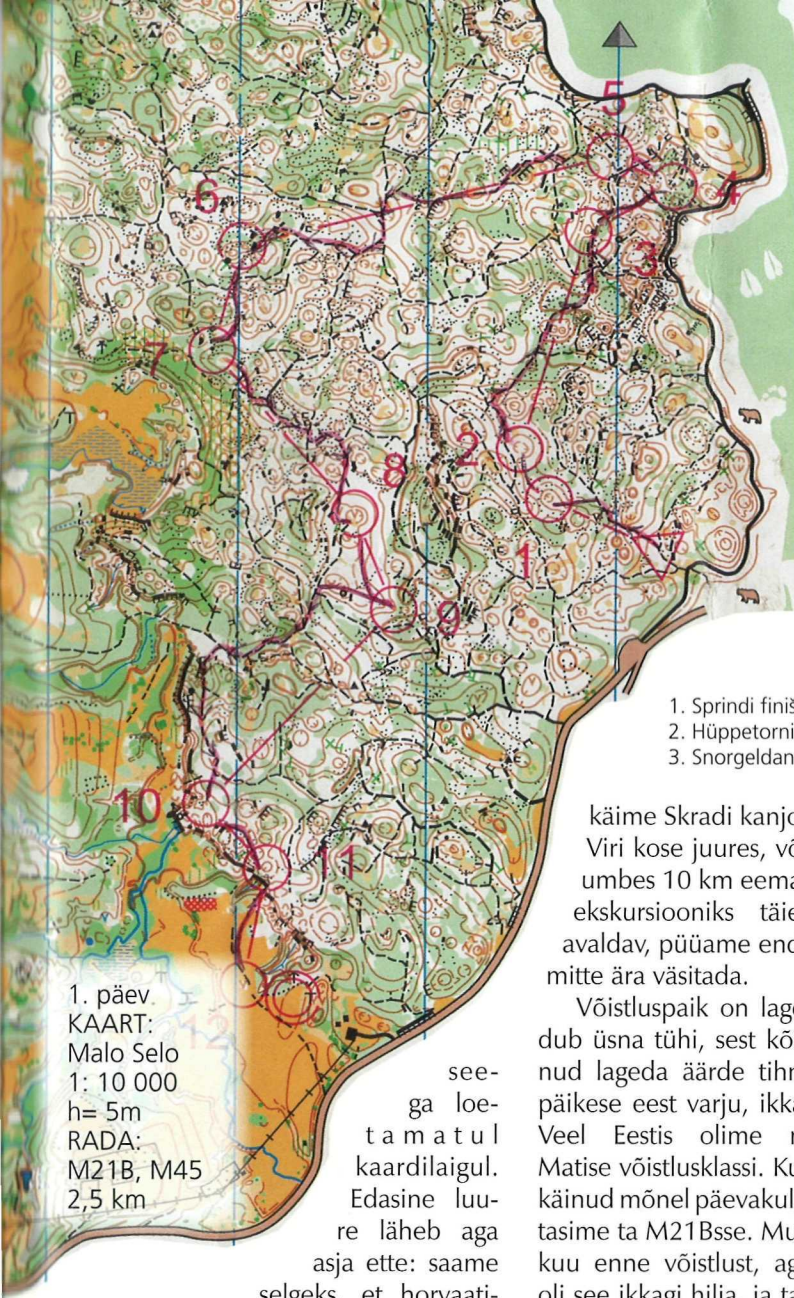 5
6
4
3
7
2
8
1
9
10
11
12
1. päev
KAART:
Malo Selo
1: 10 000
h= 5m
RADA:
M21B, M45
2,5 km
see-
ga loe-
tamatul
kaardilaigul.
Edasine luu-
re läheb aga
asja ette: saame
selgeks, et horvaati-
1. Sprindi finiš
2. Hüppetorni
3. Snorgeldan
käime Skradi kanjo
Viri kose juures, võ
umbes 10 km eema
ekskursiooniks täie
avaldav, püüame end
mitte ära väsitada.
Võistluspaik on lage
dub üsna tühi, sest kõ
nud lageda äärde tihn
päikese eest varju, ikka
Veel Eestis olime
Matise võistlusklassi. Ku
käinud mõnel päevakul
tasime ta M21Bsse. Mu
kuu enne võistlust, ag
oli see ikkagi hilja, ja ta